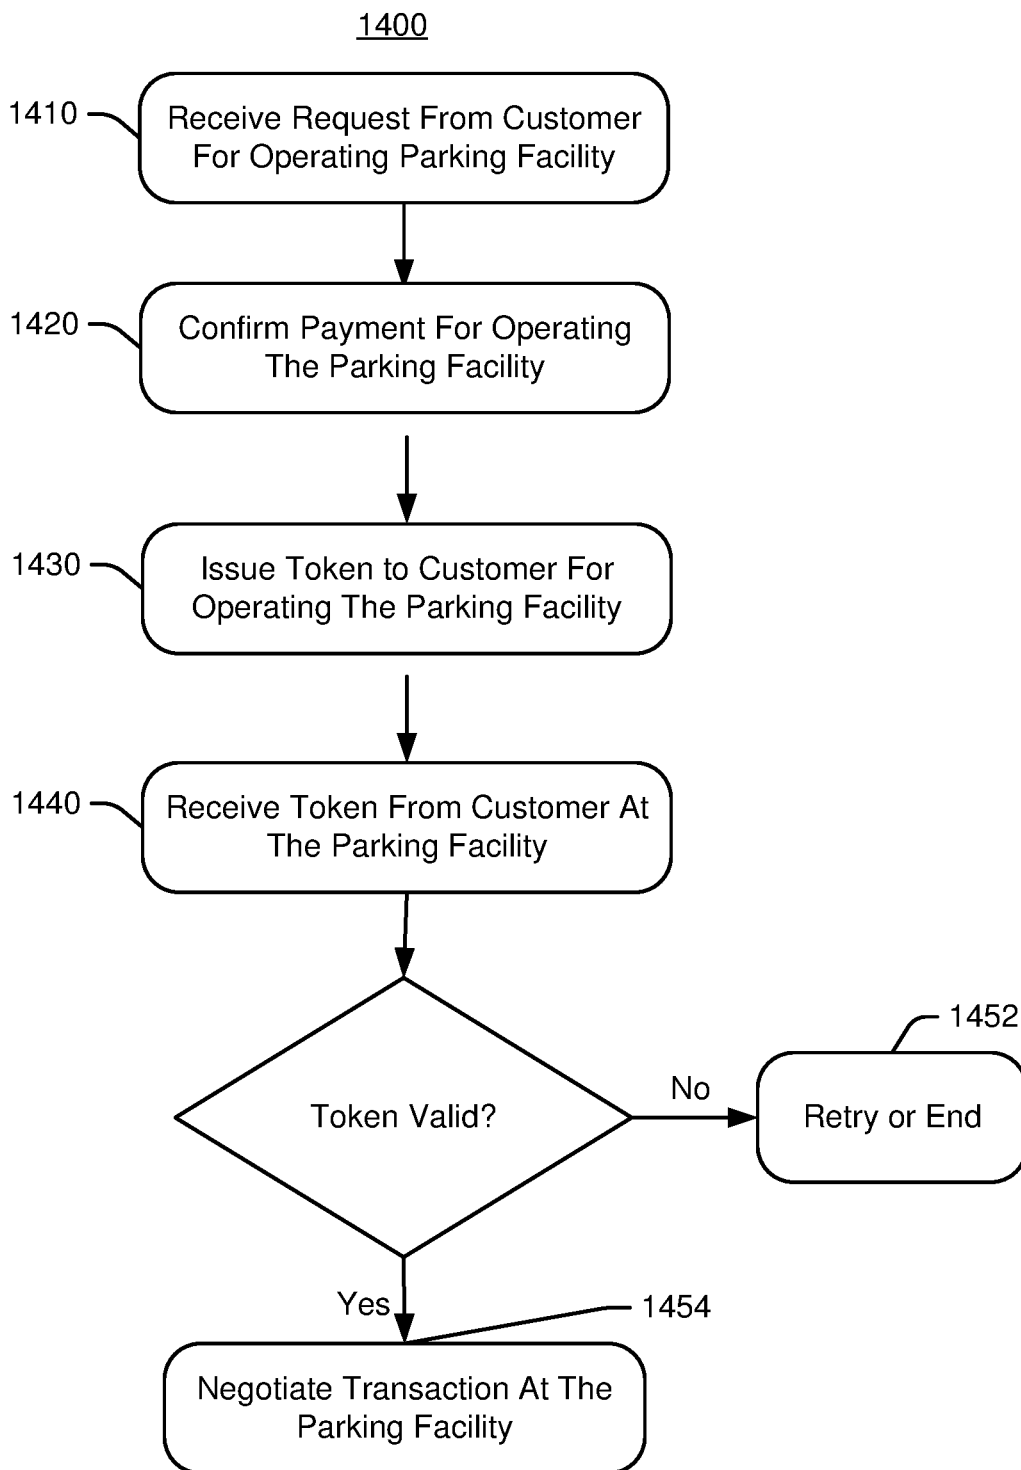 1400
1410
Receive Request From Customer
For Operating Parking Facility
1420
Confirm Payment For Operating
The Parking Facility
1430
Issue Token to Customer For
Operating The Parking Facility
1440
Receive Token From Customer At
The Parking Facility
1452
Token Valid?
No
Retry or End
Yes
1454
Negotiate Transaction At The
Parking Facility